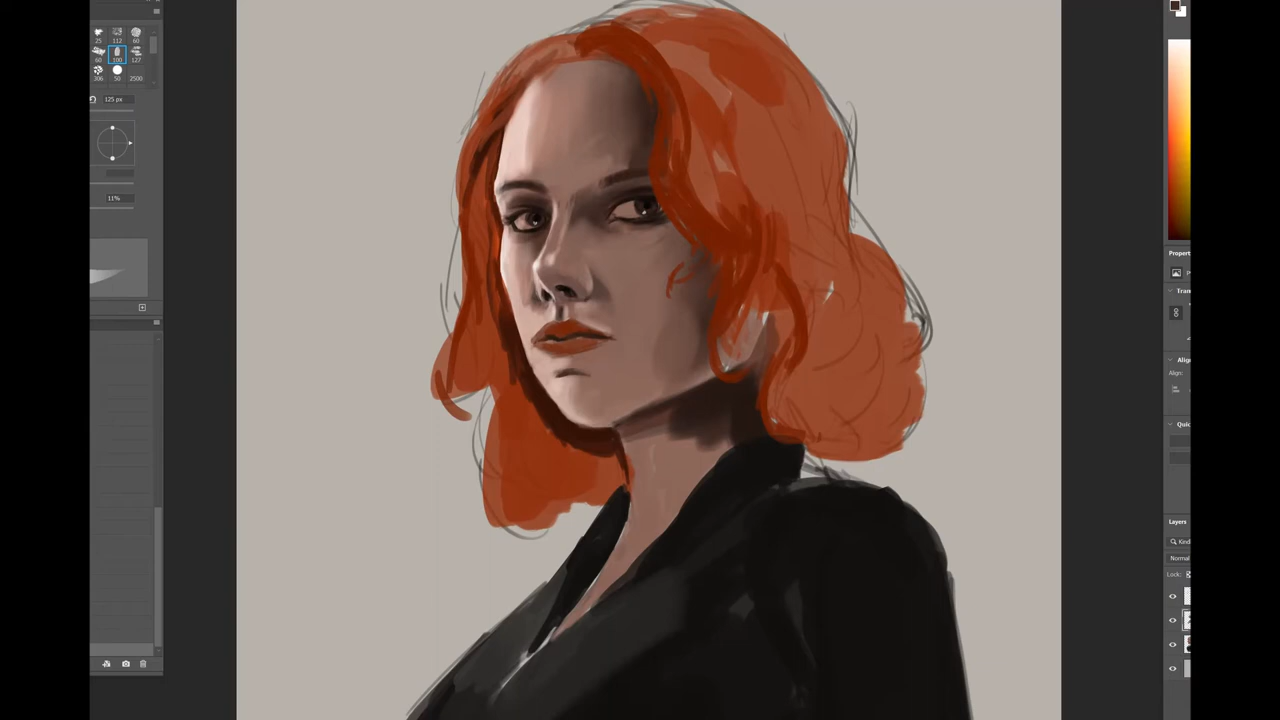 25 112 60
60 100 127
306 50 2500
125 px
11%
Propert
Tran
Align
Align:
Quic
Layers
Kind
Normal
Lock: